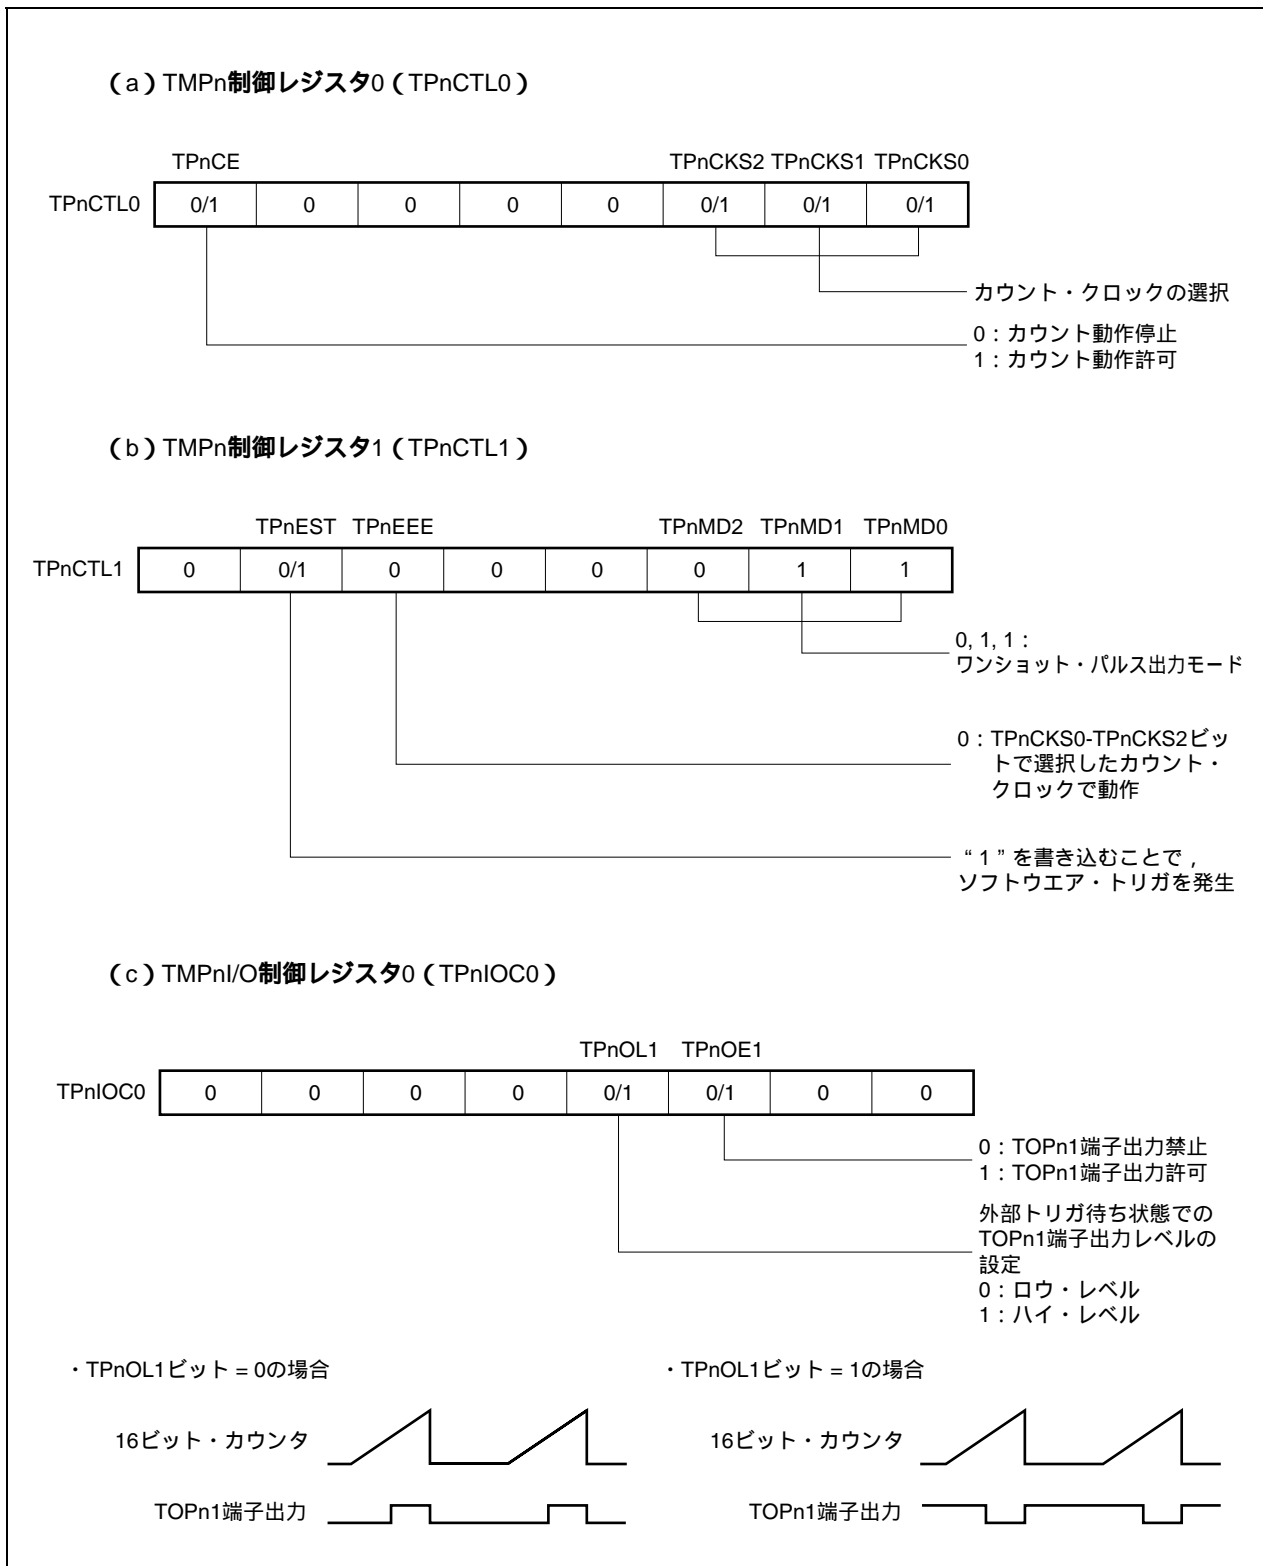 （a）TMPn制御レジスタ0（TPnCTL0）
TPnCE TPnCKS2 TPnCKS1 TPnCKS0
TPnCTL0 0/1 0 0 0 0 0/1 0/1 0/1
カウント・クロックの選択
0：カウント動作停止
1：カウント動作許可
（b）TMPn制御レジスタ1（TPnCTL1）
TPnEST TPnEEE TPnMD2 TPnMD1 TPnMD0
TPnCTL1 0 0/1 0 0 0 0 1 1
0, 1, 1：
ワンショット・パルス出力モード
0：TPnCKS0-TPnCKS2ビッ
トで選択したカウント・
クロックで動作
“1”を書き込むことで，
ソフトウエア・トリガを発生
（c）TMPnI/O制御レジスタ0（TPnIOC0）
TPnOL1 TPnOE1
TPnIOC0 0 0 0 0 0/1 0/1 0 0
0：TOPn1端子出力禁止
1：TOPn1端子出力許可
外部トリガ待ち状態での
TOPn1端子出力レベルの
設定
0：ロウ・レベル
1：ハイ・レベル
・TPnOL1ビット = 0の場合
16ビット・カウンタ
TOPn1端子出力
・TPnOL1ビット = 1の場合
16ビット・カウンタ
TOPn1端子出力